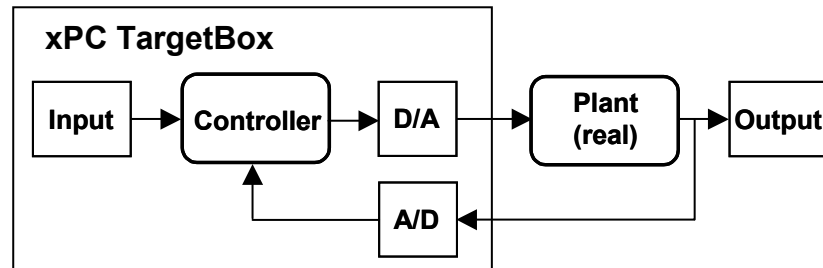 xPC TargetBox
Input
Controller
D/A
Plant
(real)
Output
A/D